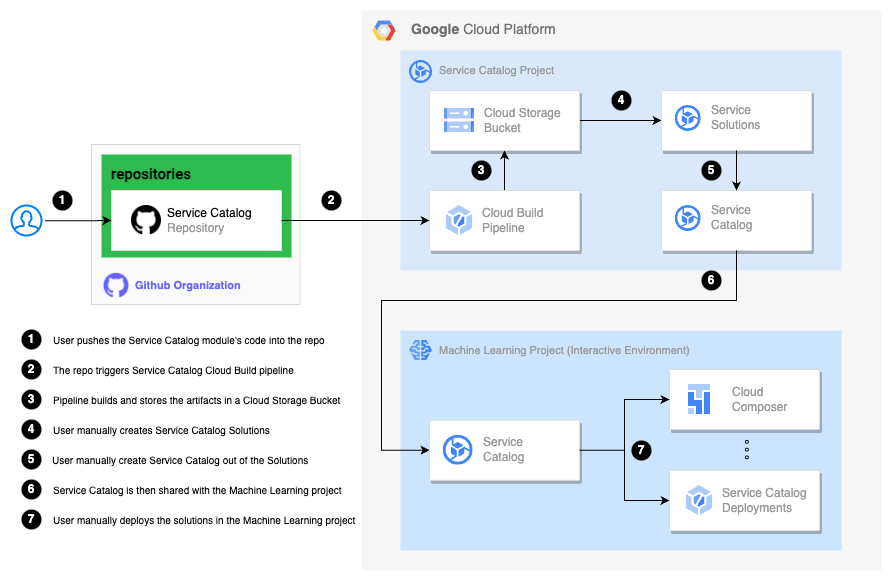 Google Cloud Platform
Service Catalog Project
4
Cloud Storage
Bucket
Service
Solutions
repositories
3
5
1
2
Service Catalog
Repository
Cloud Build
Pipeline
Service
Catalog
Github Organization
6
1 User pushes the Service Catalog module's code into the repo
2 The repo triggers Service Catalog Cloud Build pipeline
3 Pipeline builds and stores the artifacts in a Cloud Storage Bucket
4 User manually creates Service Catalog Solutions
5 User manually create Service Catalog out of the Solutions
6 Service Catalog is then shared with the Machine Learning project
7 User manually deploys the solutions in the Machine Learning project
Machine Learning Project (Interactive Environment)
Cloud
Composer
Service
Catalog
7
Service Catalog
Deployments